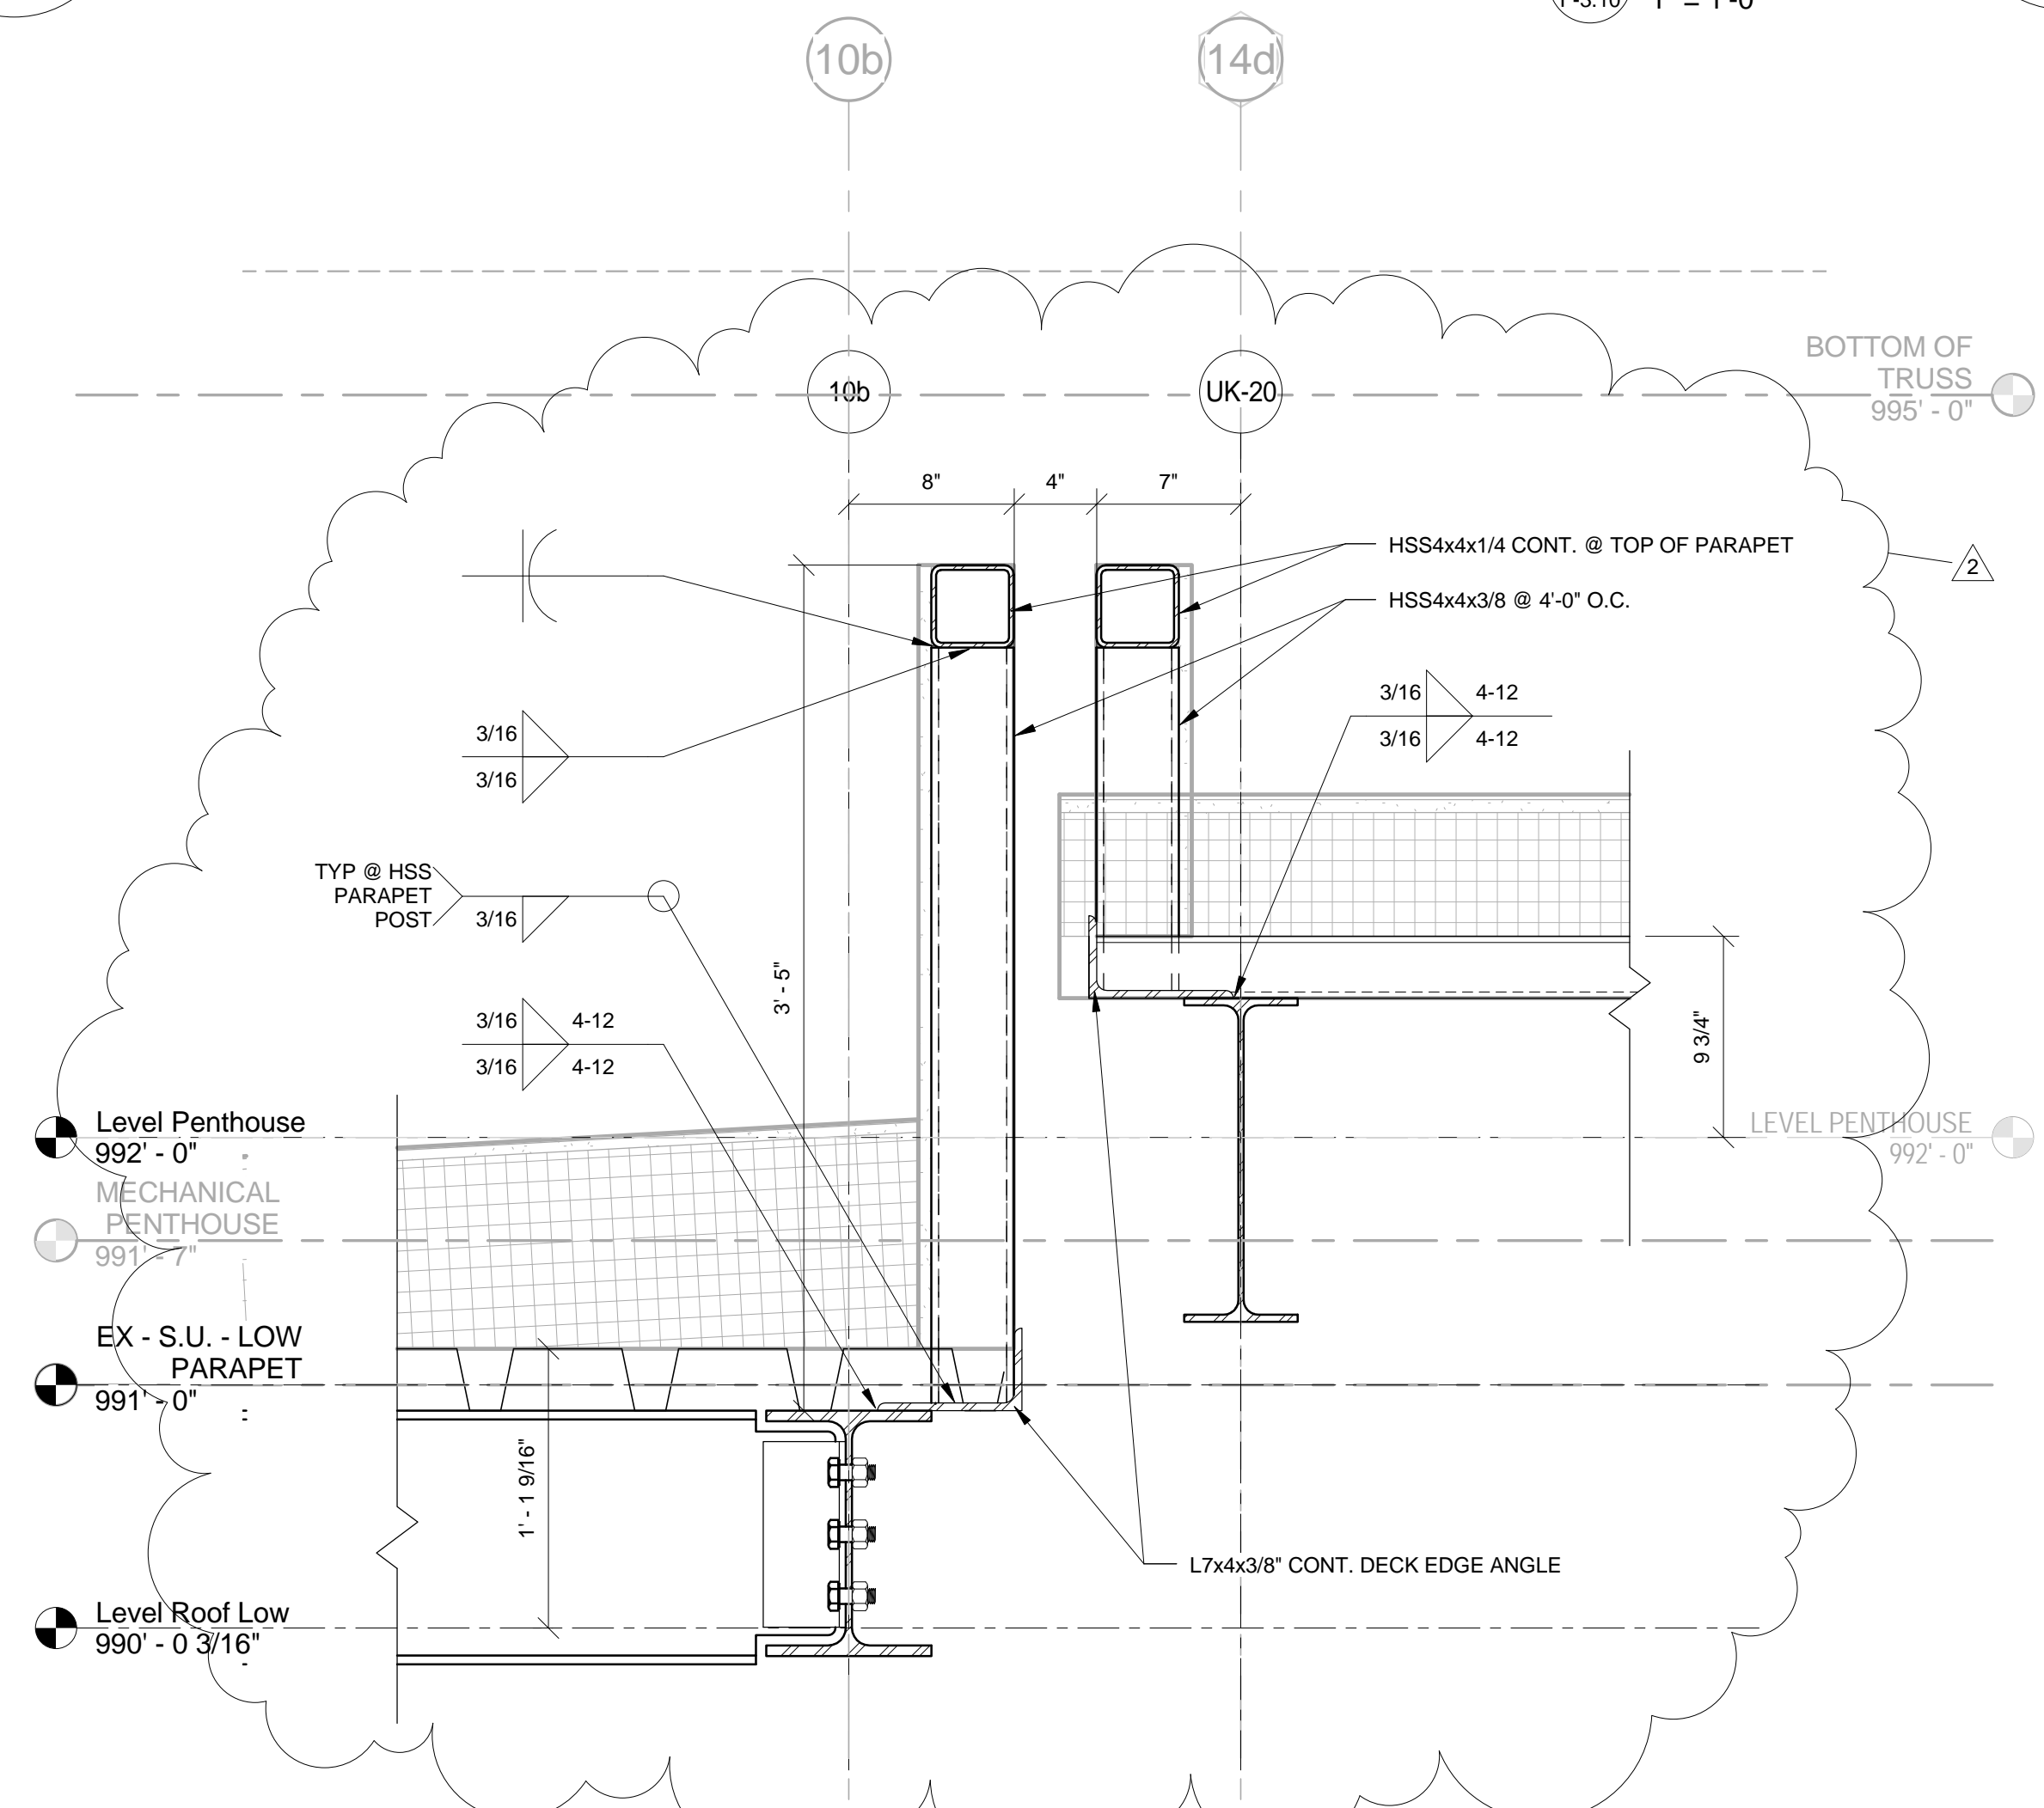 10b
14d
BOTTOM OF
TRUSS
995' - 0"
10b
UK-20
8"
4"
7"
HSS4x4x1/4 CONT. @ TOP OF PARAPET
HSS4x4x3/8 @ 4'-0" O.C.
2
3/16
4-12
3/16
4-12
3/16
3/16
TYP @ HSS
PARAPET
POST
3/16
3' - 5"
3/16
4-12
3/16
4-12
9 3/4"
Level Penthouse
992' - 0"
LEVEL PENTHOUSE
992' - 0"
MECHANICAL
PENTHOUSE
991' - 7"
EX - S.U. - LOW
PARAPET
991' - 0"
1' - 1 9/16"
L7x4x3/8" CONT. DECK EDGE ANGLE
Level Roof Low
990' - 0 3/16"